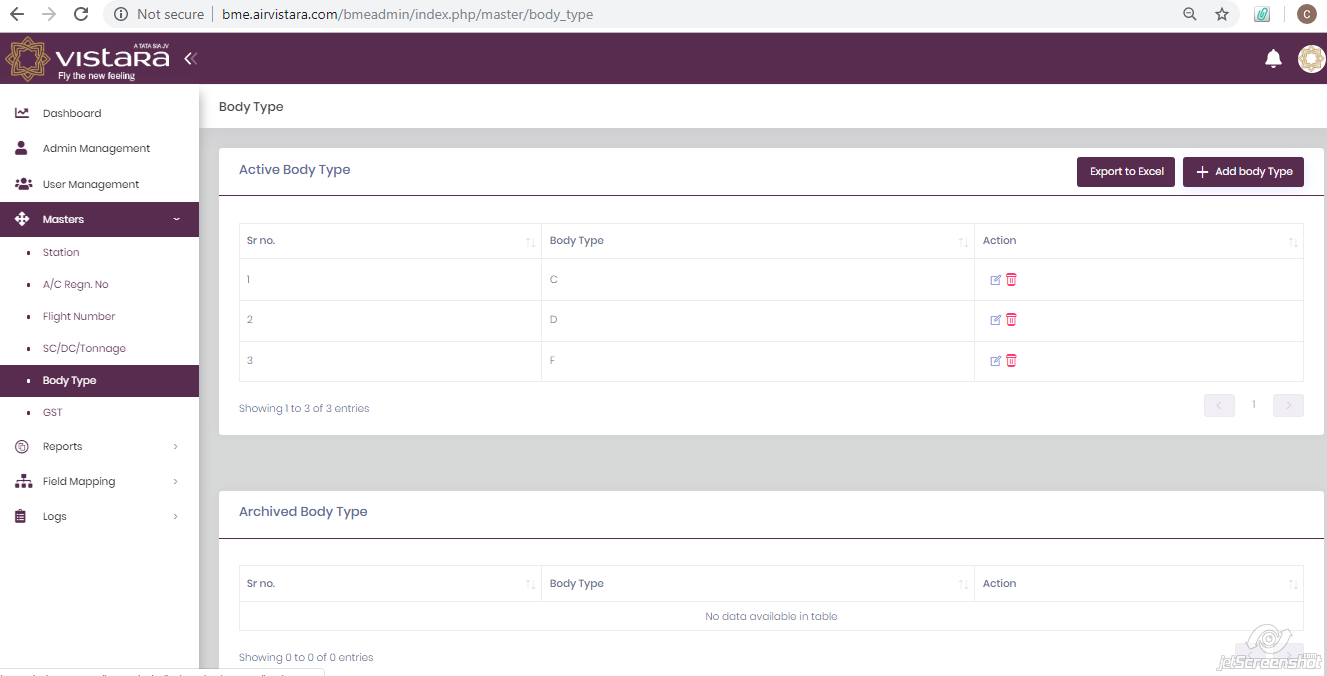 Not secure | bme.airvistara.com/bmeadmin/index.php/master/body_type
C
A TATA SIA JV
VISTARA
Fly the new feeling
Dashboard
Admin Management
User Management
Masters
Station
A/C Regn. No
Flight Number
SC/DC/Tonnage
Body Type
GST
Reports
Field Mapping
Logs
Body Type
Active Body Type
Export to Excel
Add body Type
Sr no. Body Type Action
1 C
2 D
3 F
Showing 1 to 3 of 3 entries
< 1 >
Archived Body Type
Sr no. Body Type Action
No data available in table
Showing 0 to 0 of 0 entries
jetScreenshot.com